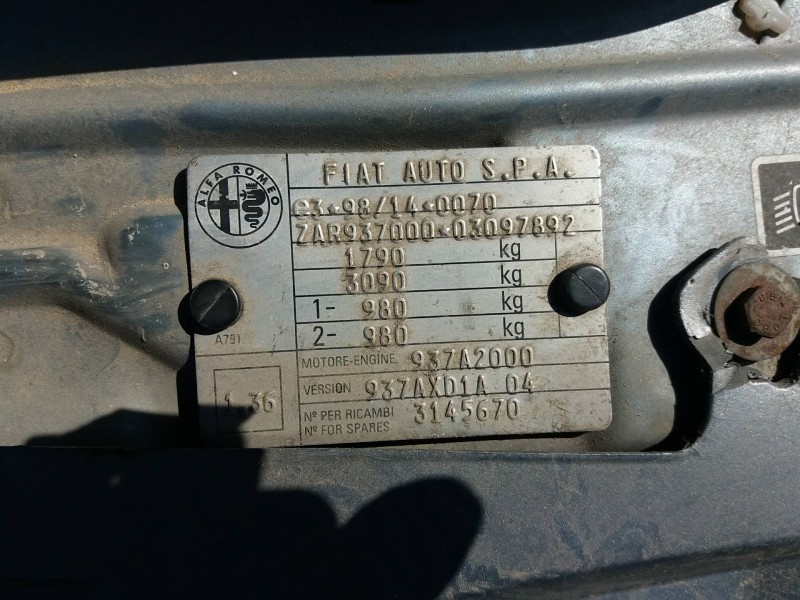 ALFA ROMEO
FIAT AUTO S.P.A.
e3*98/14*0070
ZAR937000*03097892
1790 kg
3090 kg
1- 980 kg
2- 980 kg
A791
MOTORE-ENGINE 937A2000
VERSION 937AXD1A 04
1.36
Nº PER RICAMBI
Nº FOR SPARES 3145670